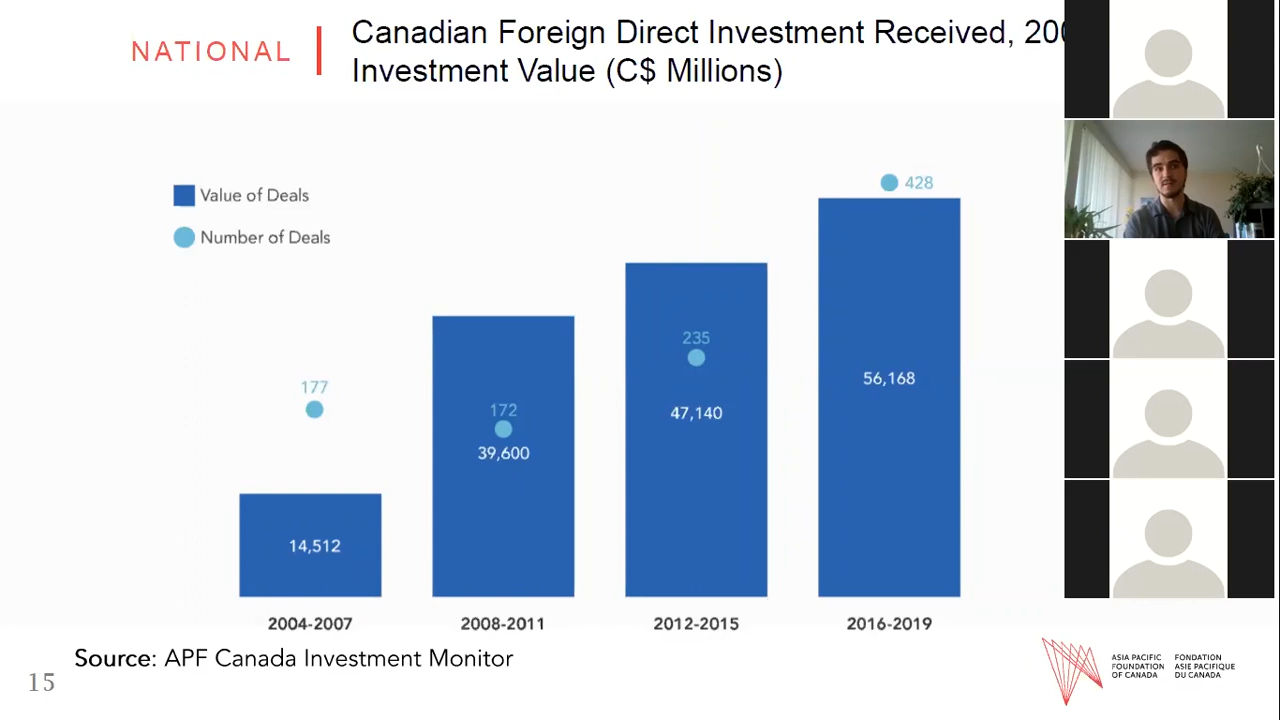 NATIONAL
Canadian Foreign Direct Investment Received, 200
Investment Value (C$ Millions)
Value of Deals
Number of Deals
428
235
177
172
56,168
47,140
39,600
14,512
2004-2007
2008-2011
2012-2015
2016-2019
Source: APF Canada Investment Monitor
15
ASIA PACIFIC
FOUNDATION
OF CANADA
FONDATION
ASIE PACIFIQUE
DU CANADA